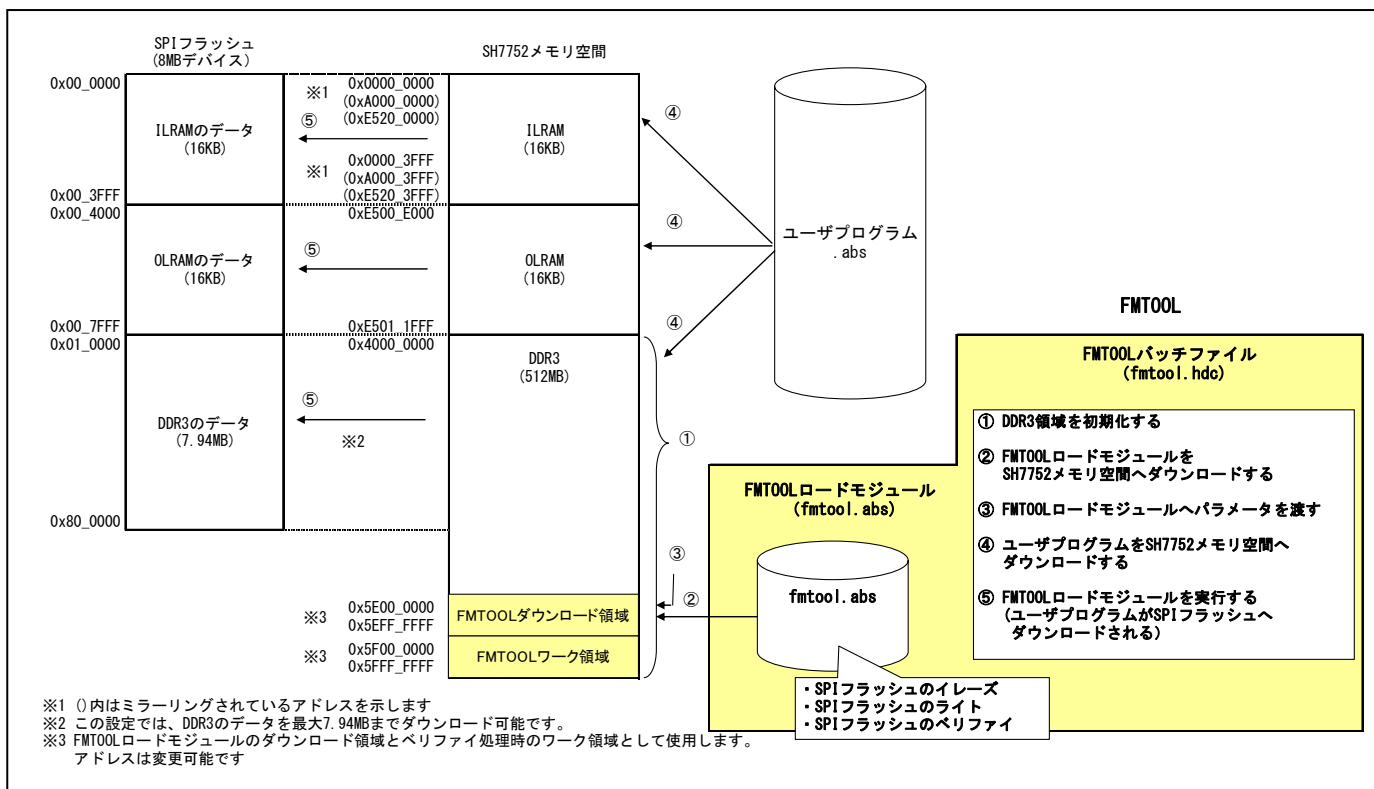 SPIフラッシュ
(8MBデバイス)
SH7752メモリ空間
0x00_0000
ILRAMのデータ
(16KB)
0x00_3FFF
0x00_4000
OLRAMのデータ
(16KB)
0x00_7FFF
0x01_0000
DDR3のデータ
(7.94MB)
0x80_0000
※1
0x0000_0000
(0xA000_0000)
(0xE520_0000)
⑤
※1
0x0000_3FFF
(0xA000_3FFF)
(0xE520_3FFF)
0xE500_E000
⑤
0xE501_1FFF
0x4000_0000
⑤
※2
ILRAM
(16KB)
OLRAM
(16KB)
DDR3
(512MB)
④
④
④
①
ユーザプログラム
.abs
③
②
※3
0x5E00_0000
0x5EFF_FFFF
FMTOOLダウンロード領域
※3
0x5F00_0000
0x5FFF_FFFF
FMTOOLワーク領域
FMTOOL
FMTOOLバッチファイル
(fmtool.hdc)
① DDR3領域を初期化する
② FMTOOLロードモジュールを
SH7752メモリ空間へダウンロードする
③ FMTOOLロードモジュールへパラメータを渡す
④ ユーザプログラムをSH7752メモリ空間へ
ダウンロードする
⑤ FMTOOLロードモジュールを実行する
(ユーザプログラムがSPIフラッシュへ
ダウンロードされる)
FMTOOLロードモジュール
(fmtool.abs)
fmtool.abs
・SPIフラッシュのイレーズ
・SPIフラッシュのライト
・SPIフラッシュのベリファイ
※1 ()内はミラーリングされているアドレスを示します
※2 この設定では、DDR3のデータを最大7.94MBまでダウンロード可能です。
※3 FMTOOLロードモジュールのダウンロード領域とベリファイ処理時のワーク領域として使用します。
アドレスは変更可能です